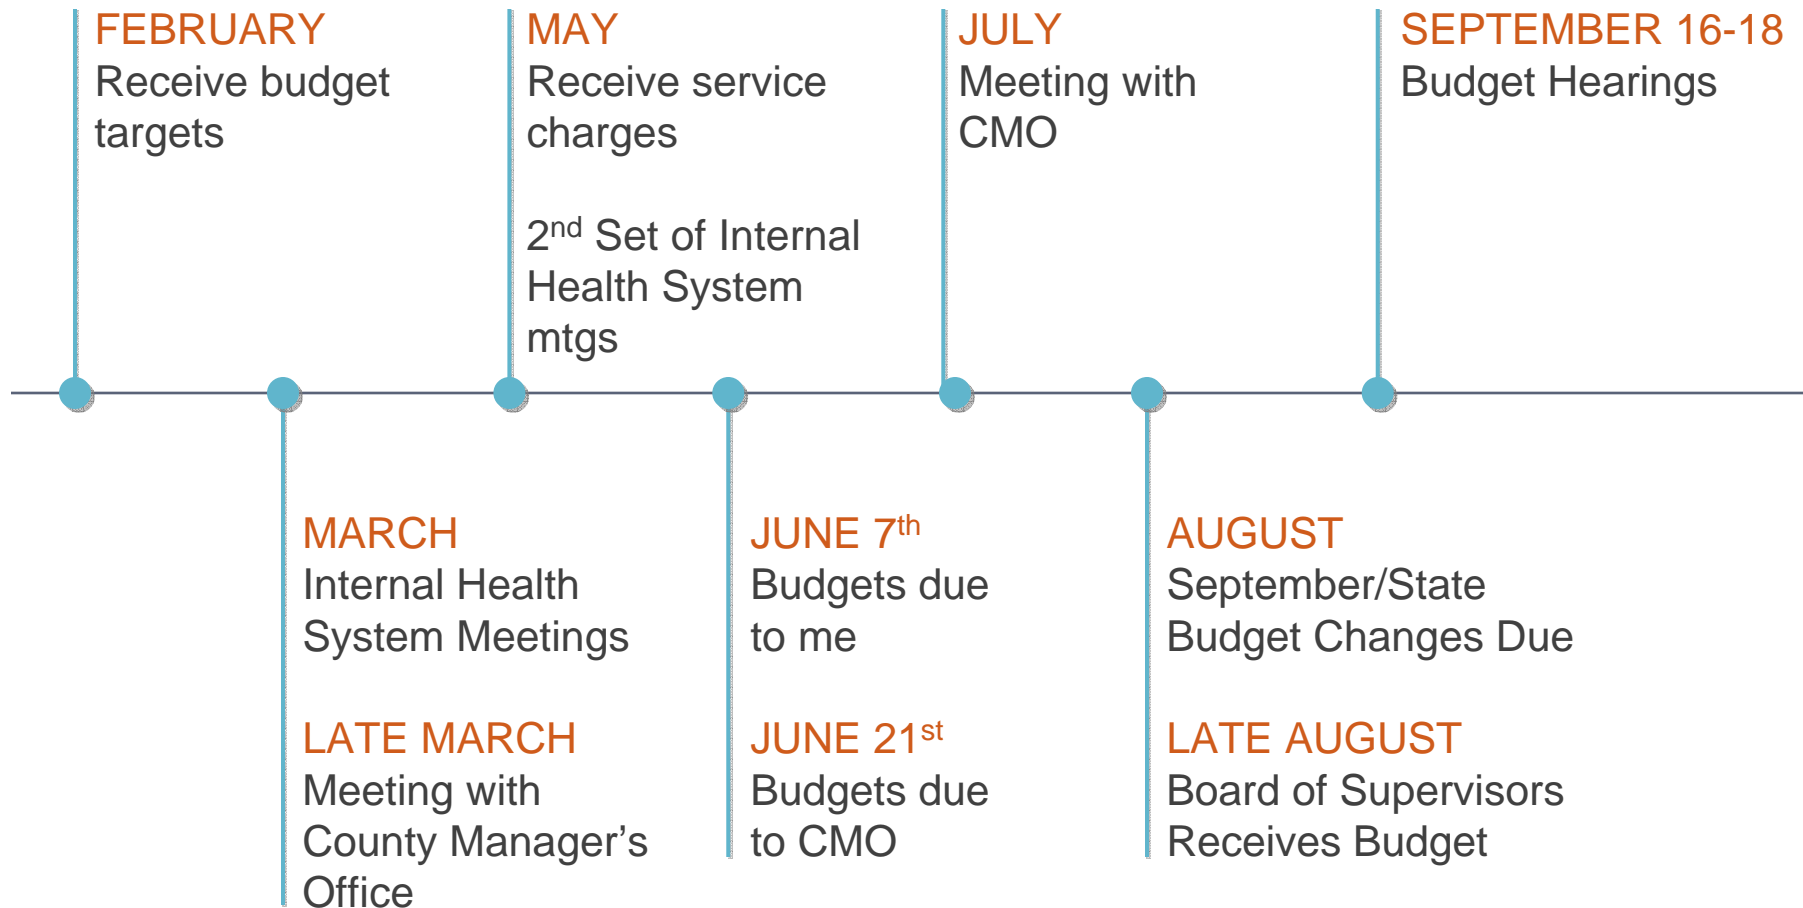 FEBRUARY
Receive budget
targets
MAY
Receive service
charges
2nd Set of Internal
Health System
mtgs
JULY
Meeting with
CMO
SEPTEMBER 16-18
Budget Hearings
MARCH
Internal Health
System Meetings
LATE MARCH
Meeting with
County Manager’s
Office
JUNE 7th
Budgets due
to me
JUNE 21st
Budgets due
to CMO
AUGUST
September/State
Budget Changes Due
LATE AUGUST
Board of Supervisors
Receives Budget